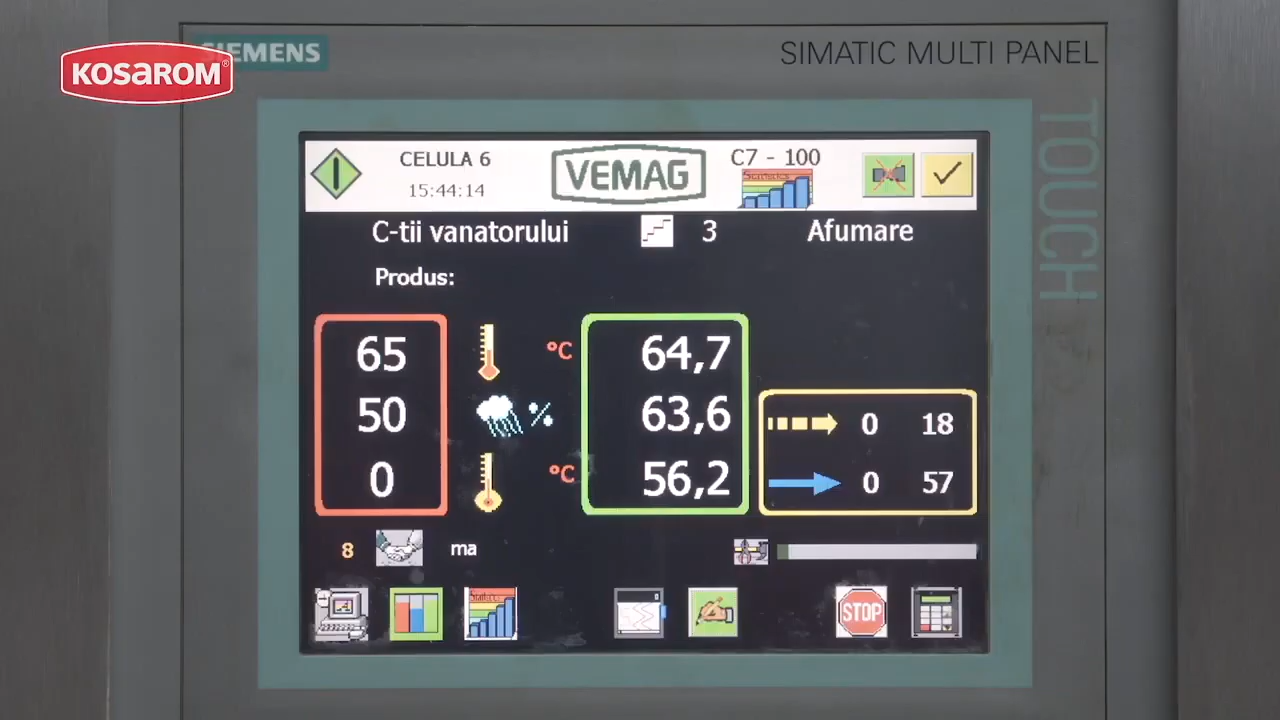 SIEMENS
KOSAROM®
SIMATIC MULTI PANEL
TOUCH
CELULA 6
15:44:14
VEMAG
C7 - 100
Statistics
C-tii vanatorului
3
Afumare
Produs:
65
°C
64,7
50
%
63,6
0 18
0
°C
56,2
0 57
8
ma
STOP